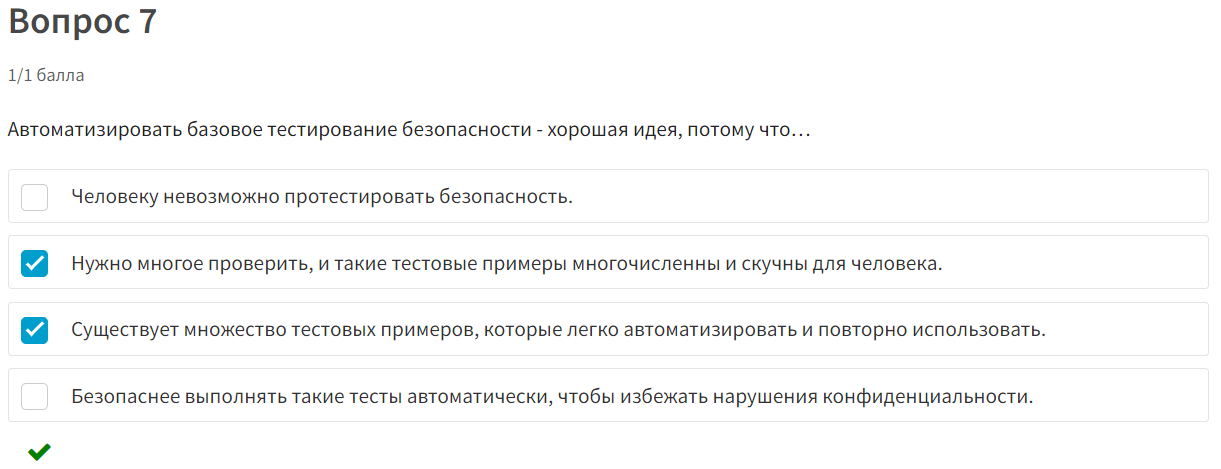 Вопрос 7
1/1 балла
Автоматизировать базовое тестирование безопасности - хорошая идея, потому что…
Человеку невозможно протестировать безопасность.
Нужно многое проверить, и такие тестовые примеры многочисленны и скучны для человека.
Существует множество тестовых примеров, которые легко автоматизировать и повторно использовать.
Безопаснее выполнять такие тесты автоматически, чтобы избежать нарушения конфиденциальности.